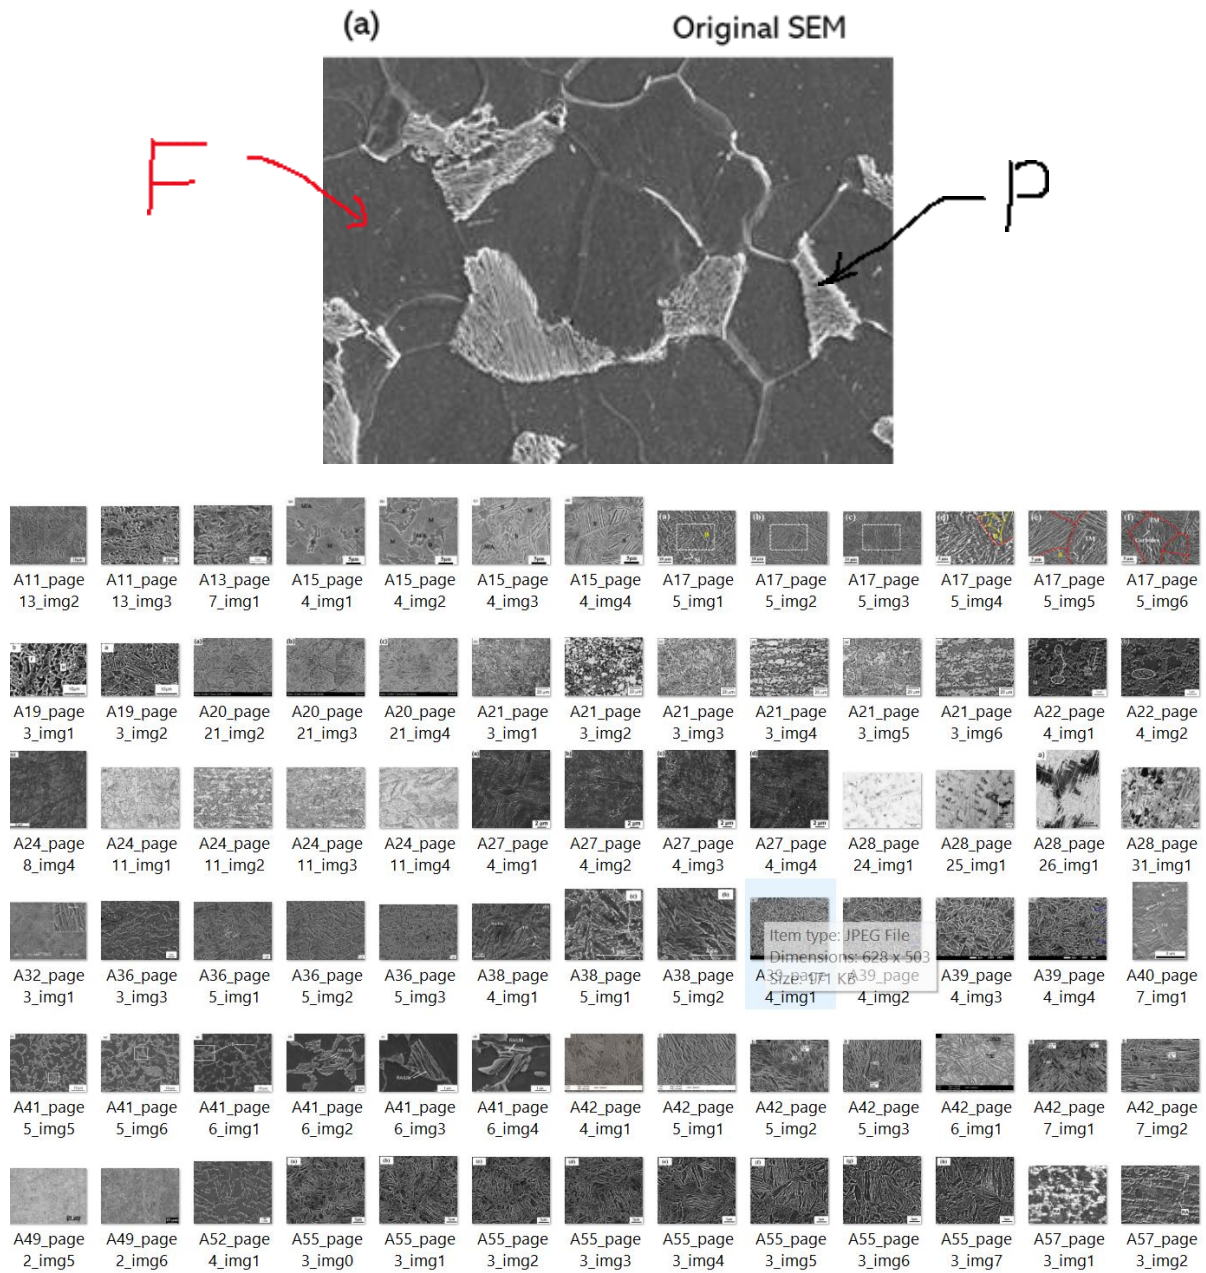 (a)
Original SEM
F
P
A11_page
13_img2
A11_page
13_img3
A13_page
7_img1
A15_page
4_img1
A15_page
4_img2
A15_page
4_img3
A15_page
4_img4
A17_page
5_img1
A17_page
5_img2
A17_page
5_img3
A17_page
5_img4
A17_page
5_img5
A17_page
5_img6
A19_page
3_img1
A19_page
3_img2
A20_page
21_img2
A20_page
21_img3
A20_page
21_img4
A21_page
3_img1
A21_page
3_img2
A21_page
3_img3
A21_page
3_img4
A21_page
3_img5
A21_page
3_img6
A22_page
4_img1
A22_page
4_img2
A24_page
8_img4
A24_page
11_img1
A24_page
11_img2
A24_page
11_img3
A24_page
11_img4
A27_page
4_img1
A27_page
4_img2
A27_page
4_img3
A27_page
4_img4
A28_page
24_img1
A28_page
25_img1
A28_page
26_img1
A28_page
31_img1
A32_page
3_img1
A36_page
3_img3
A36_page
5_img1
A36_page
5_img2
A36_page
5_img3
A38_page
4_img1
A38_page
5_img1
A38_page
5_img2
A39_page
4_img1
Item type: JPEG File
Dimensions: 628 x 503
Size: 171 KB
A39_page
4_img2
A39_page
4_img3
A39_page
4_img4
A40_page
7_img1
A41_page
5_img5
A41_page
5_img6
A41_page
6_img1
A41_page
6_img2
A41_page
6_img3
A41_page
6_img4
A42_page
4_img1
A42_page
5_img1
A42_page
5_img2
A42_page
5_img3
A42_page
6_img1
A42_page
7_img1
A42_page
7_img2
A49_page
2_img5
A49_page
2_img6
A52_page
4_img1
A55_page
3_img0
A55_page
3_img1
A55_page
3_img2
A55_page
3_img3
A55_page
3_img4
A55_page
3_img5
A55_page
3_img6
A55_page
3_img7
A57_page
3_img1
A57_page
3_img2